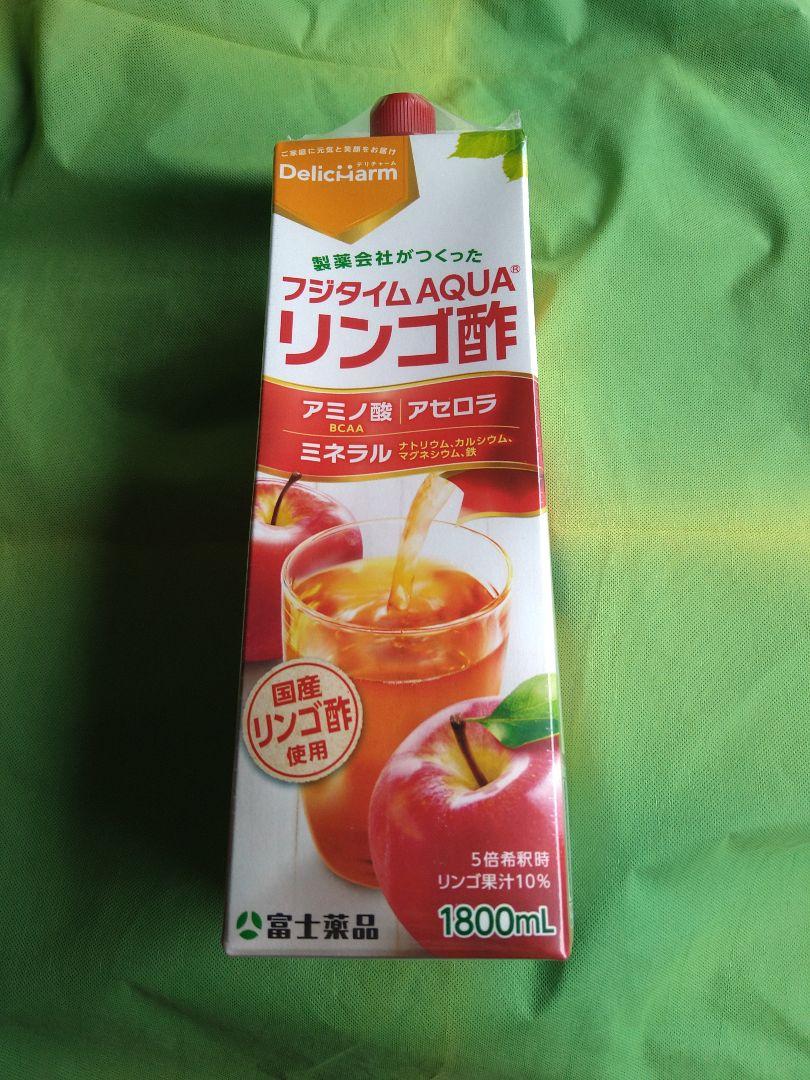 ご家庭に元気と笑顔をお届け
デリチャーム
DeliCHarm
製薬会社がつくった
フジタイムAQUA®
リンゴ酢
アミノ酸 アセロラ
BCAA
ミネラル ナトリウム、カルシウム、
マグネシウム、鉄
国産
リンゴ酢
使用
5倍希釈時
リンゴ果汁10%
富士薬品
1800mL